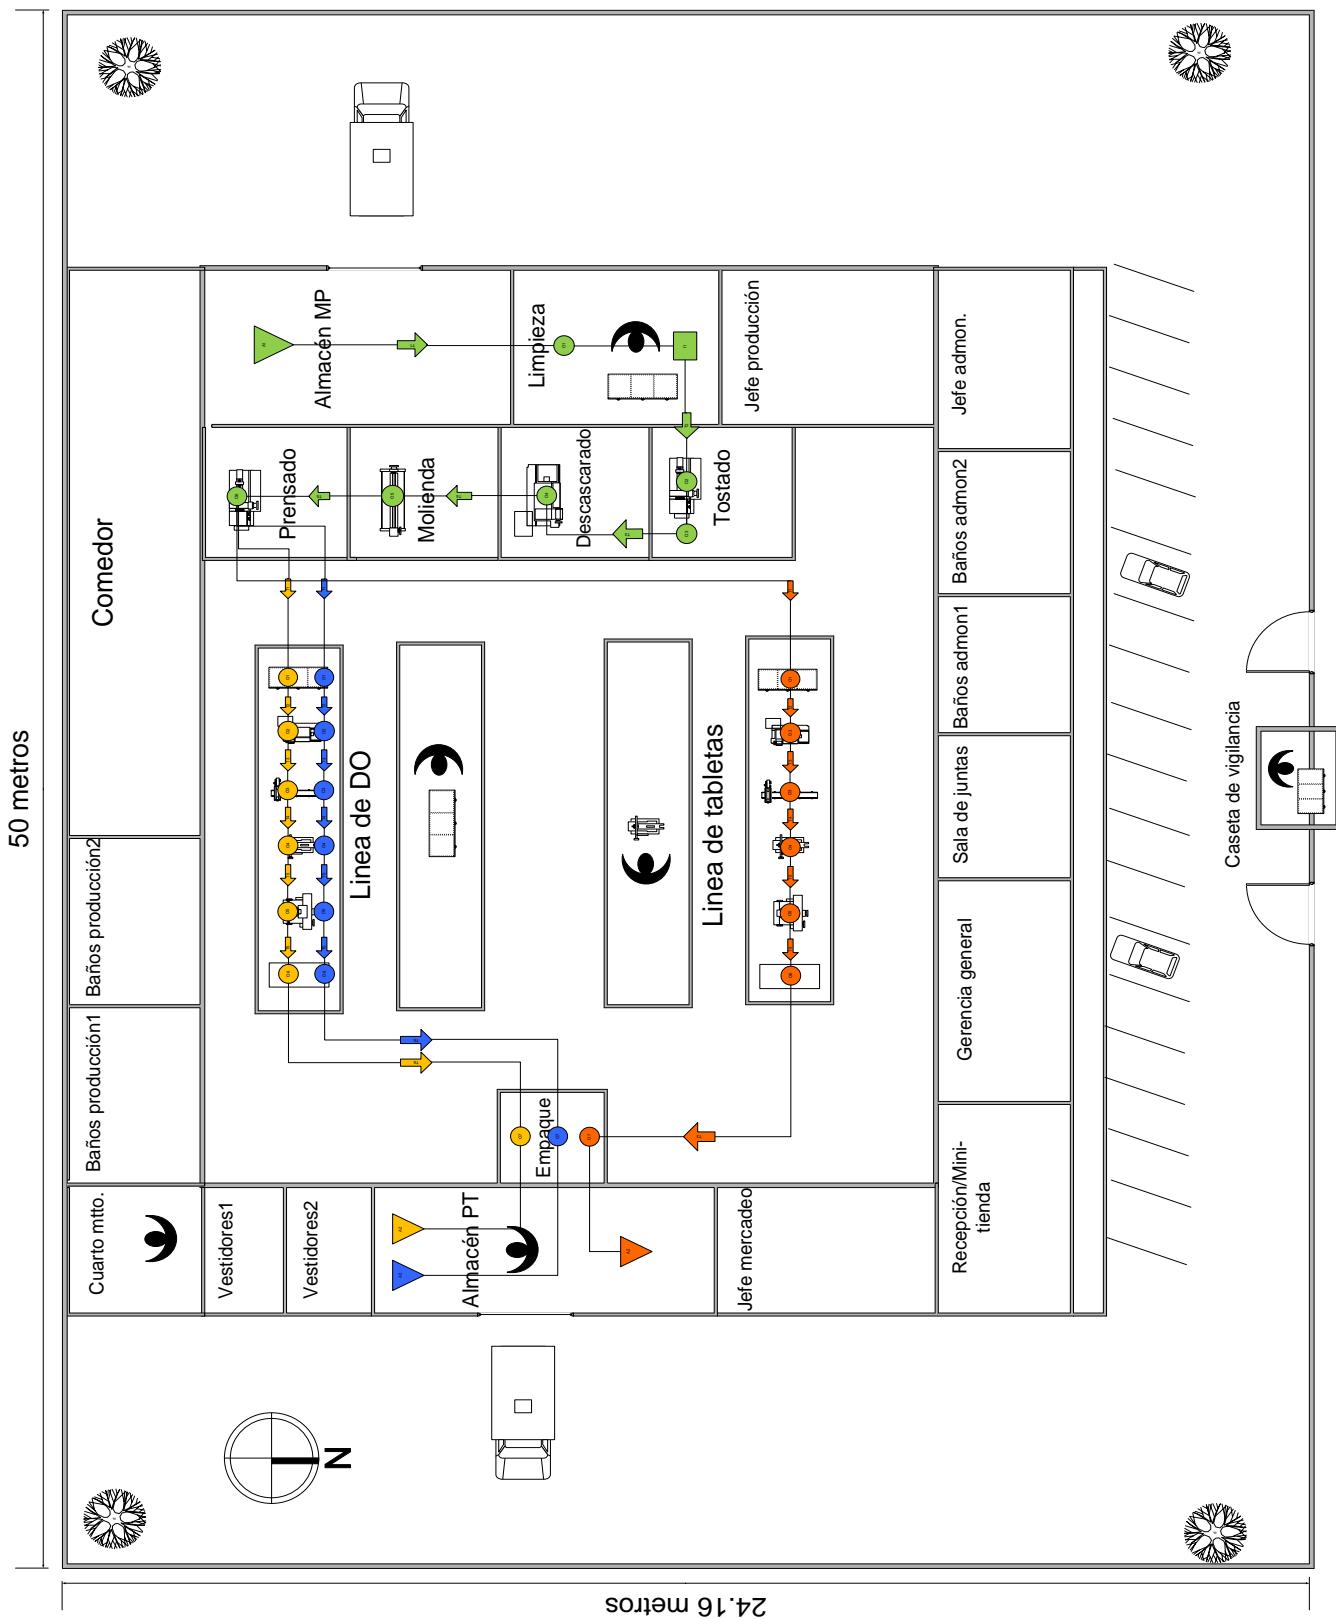 50 metros
24.16 metros
Comedor
Baños producción2
Baños producción1
Cuarto mtto.
Vestidores1
Vestidores2
Almacén PT
Jefe mercadeo
Almacén MP
Limpieza
Jefe producción
Prensado
Molienda
Descascarado
Tostado
Linea de DO
Linea de tabletas
Empaque
Jefe admon.
Baños admon2
Baños admon1
Sala de juntas
Gerencia general
Recepción/Mini-
tienda
Caseta de vigilancia
N